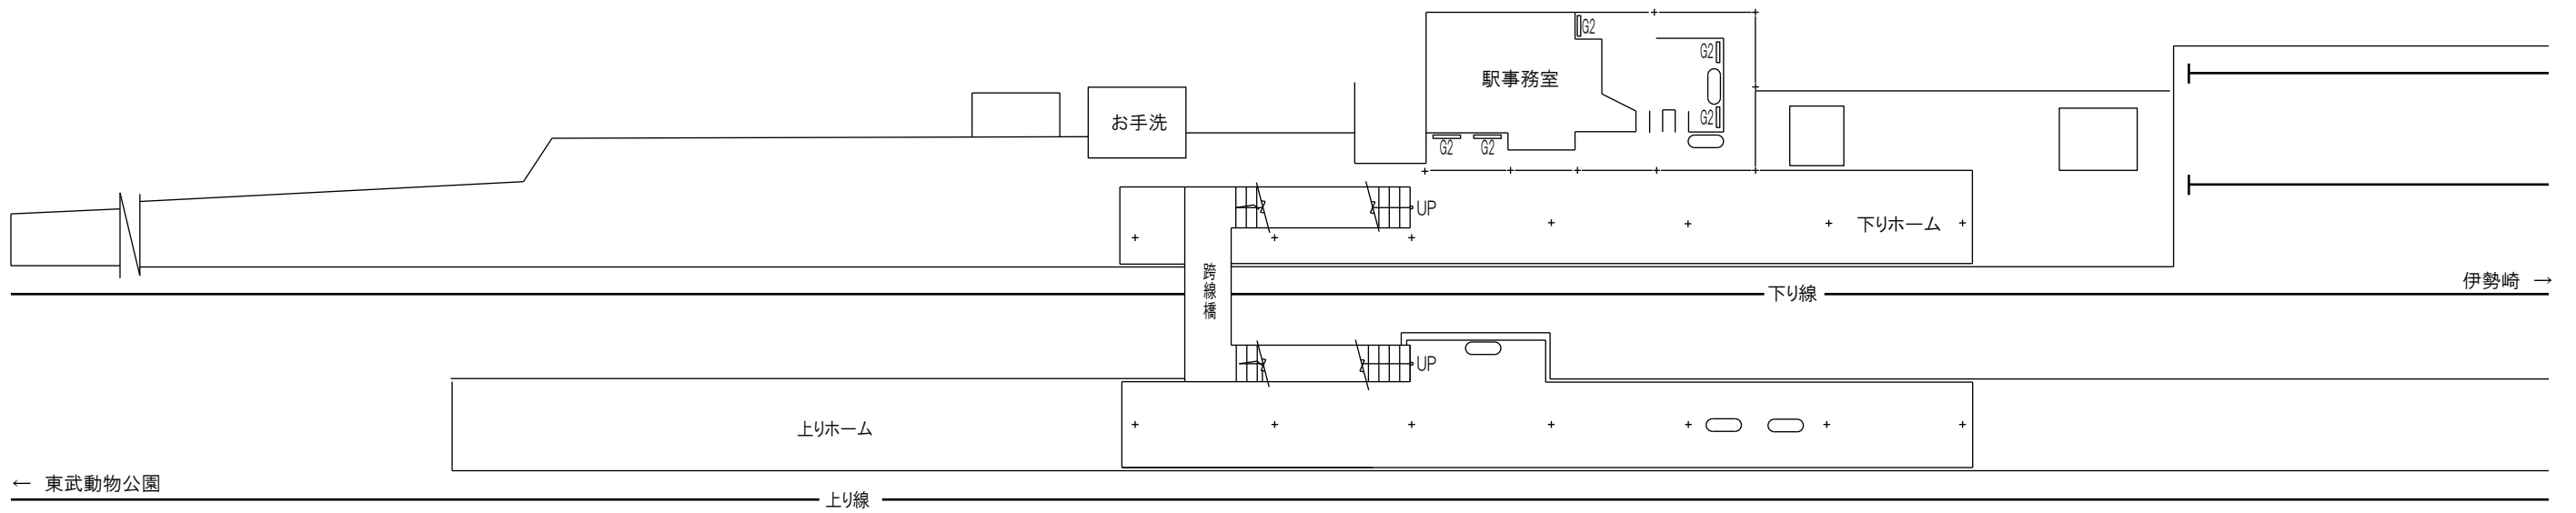 G2
G2
駅事務室
G2
お手洗
G2
G2
UP
下りホーム
跨線橋
伊勢崎 →
下り線
UP
上りホーム
← 東武動物公園
上り線